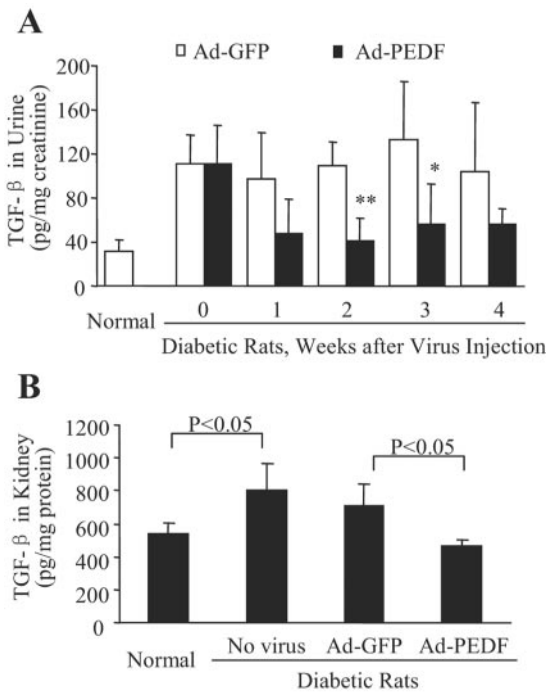 A
Ad-GFP Ad-PEDF
TGF-β in Urine
(pg/mg creatinine)
200
160
120
80
40
0
**
*
Normal
0 1 2 3 4
Diabetic Rats, Weeks after Virus Injection
B
TGF-β in Kidney
(pg/mg protein)
1200
1000
800
600
400
200
0
P<0.05
P<0.05
Normal
No virus Ad-GFP Ad-PEDF
Diabetic Rats